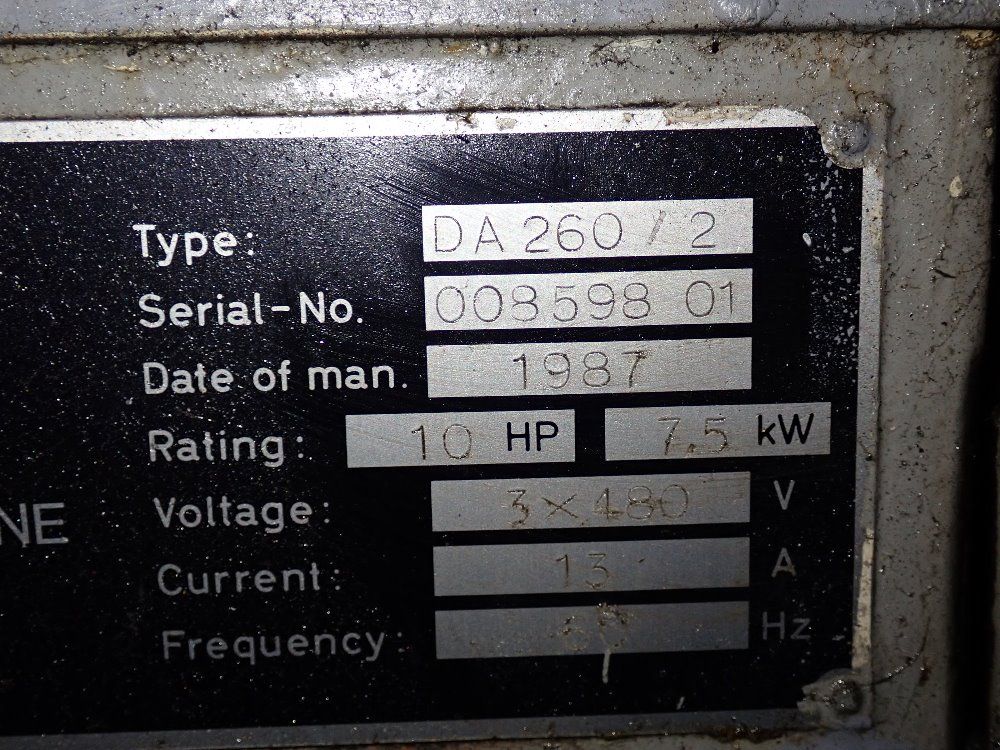 Type: DA 260 / 2
Serial-No. 008598 01
Date of man. 1987
Rating: 10 HP 7.5 kW
NE
Voltage: 3 × 480 V
Current: 13 A
Frequency: Hz